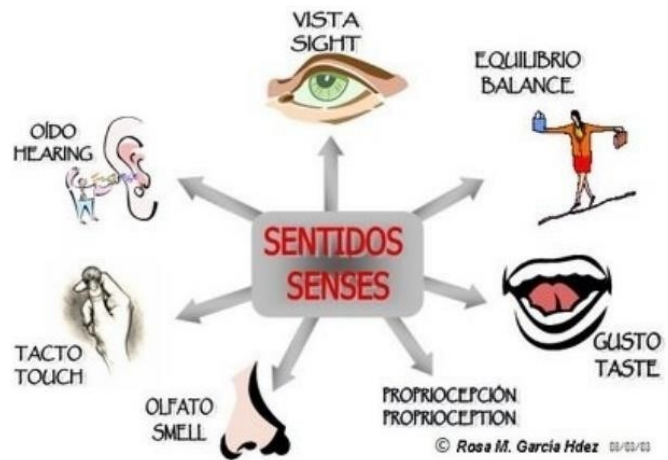 VISTA
SIGHT
EQUILIBRIO
BALANCE
OÍDO
HEARING
SENTIDOS
SENSES
TACTO
TOUCH
GUSTO
TASTE
OLFATO
SMELL
PROPRIOCEPCIÓN
PROPRIOCEPTION
© Rosa M. García Hdez